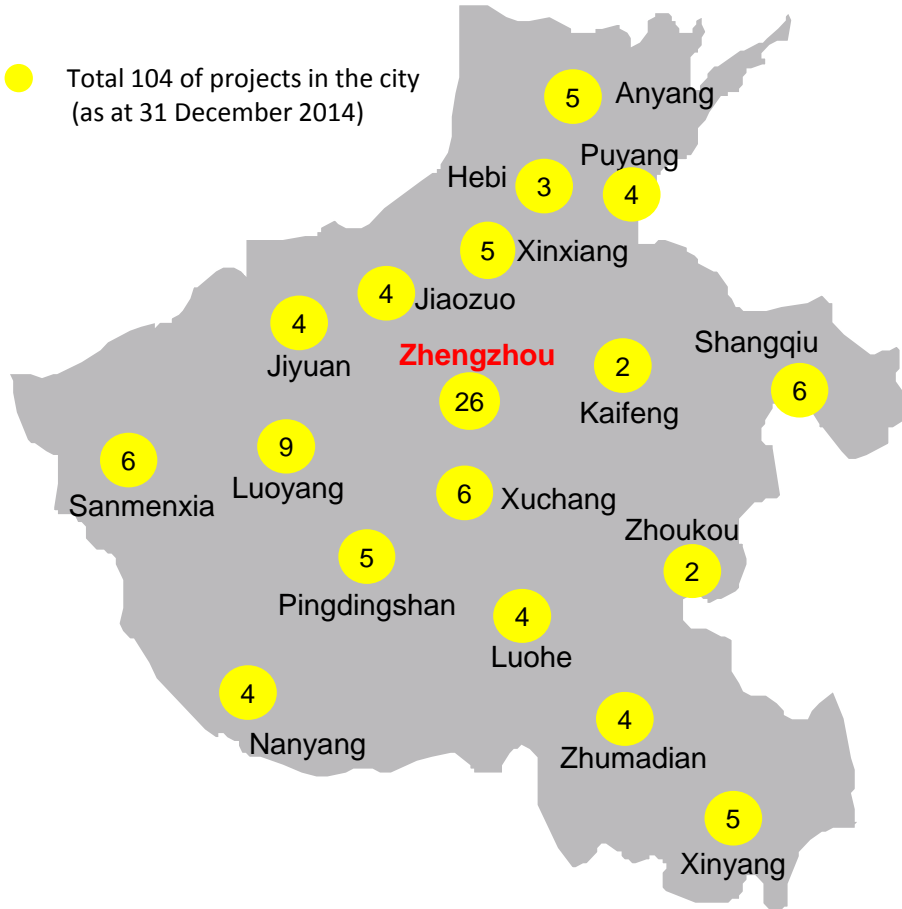 Total 104 of projects in the city
(as at 31 December 2014)
5
Anyang
Puyang
Hebi
3
4
5
Xinxiang
4
Jiaozuo
4
Jiyuan
Zhengzhou
26
2
Kaifeng
Shangqiu
6
6
Sanmenxia
9
Luoyang
6
Xuchang
Zhoukou
2
5
Pingdingshan
4
Luohe
4
Nanyang
4
Zhumadian
5
Xinyang